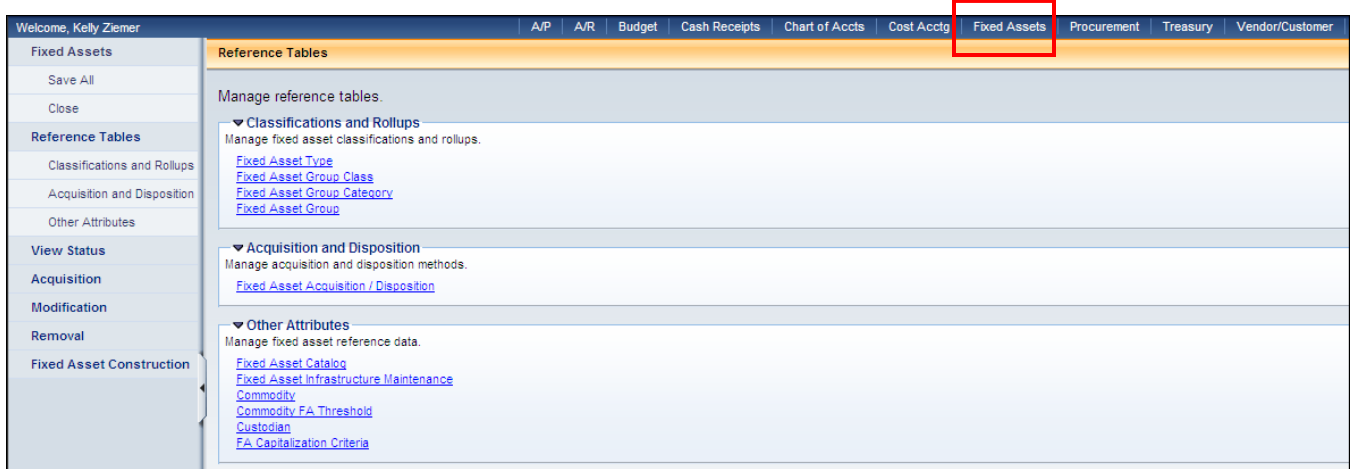 Welcome, Kelly Ziemer
A/P A/R Budget Cash Receipts Chart of Accts Cost Acctg Fixed Assets Procurement Treasury Vendor/Customer
Fixed Assets
Save All
Close
Reference Tables
Classifications and Rollups
Acquisition and Disposition
Other Attributes
View Status
Acquisition
Modification
Removal
Fixed Asset Construction
Reference Tables
Manage reference tables.
Classifications and Rollups
Manage fixed asset classifications and rollups.
Fixed Asset Type
Fixed Asset Group Class
Fixed Asset Group Category
Fixed Asset Group
Acquisition and Disposition
Manage acquisition and disposition methods.
Fixed Asset Acquisition / Disposition
Other Attributes
Manage fixed asset reference data.
Fixed Asset Catalog
Fixed Asset Infrastructure Maintenance
Commodity
Commodity FA Threshold
Custodian
FA Capitalization Criteria